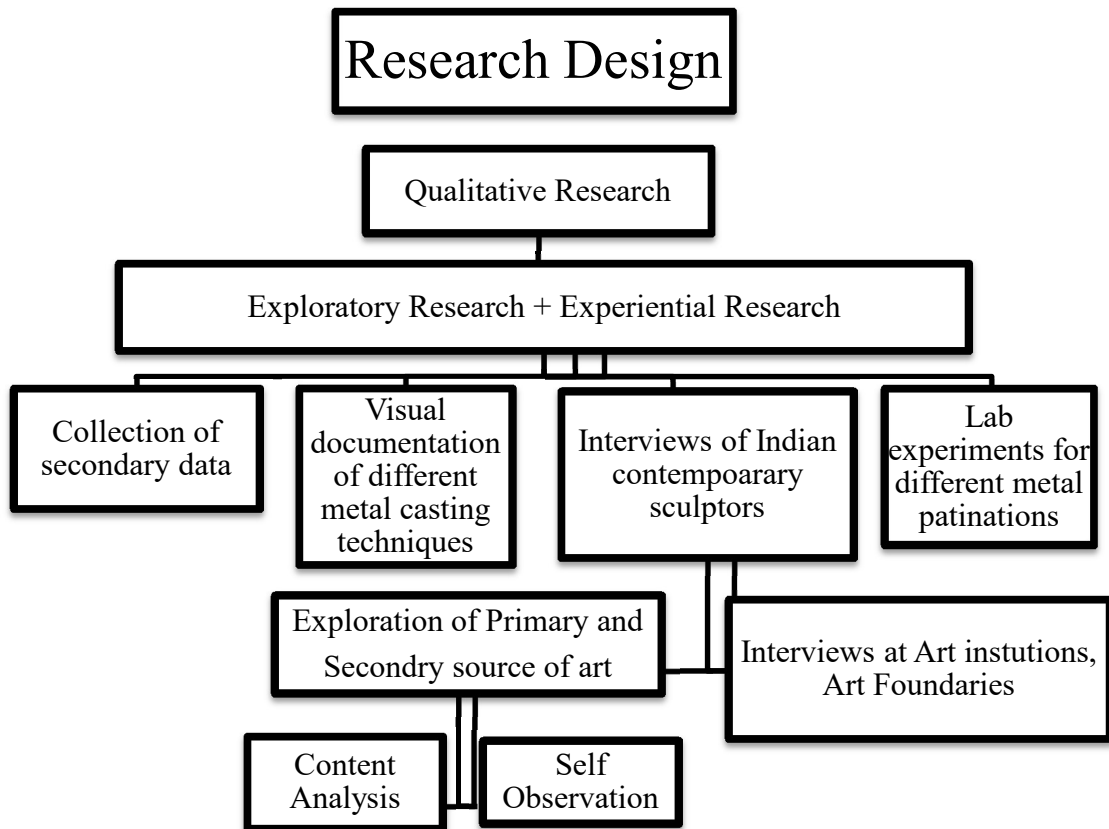 Research Design
Qualitative Research
Exploratory Research + Experiential Research
Collection of
secondary data
Visual
documentation
of different
metal casting
techniques
Interviews of Indian
contempoarary
sculptors
Lab
experiments for
different metal
patinations
Exploration of Primary and
Secondry source of art
Interviews at Art instutions,
Art Foundaries
Content
Analysis
Self
Observation